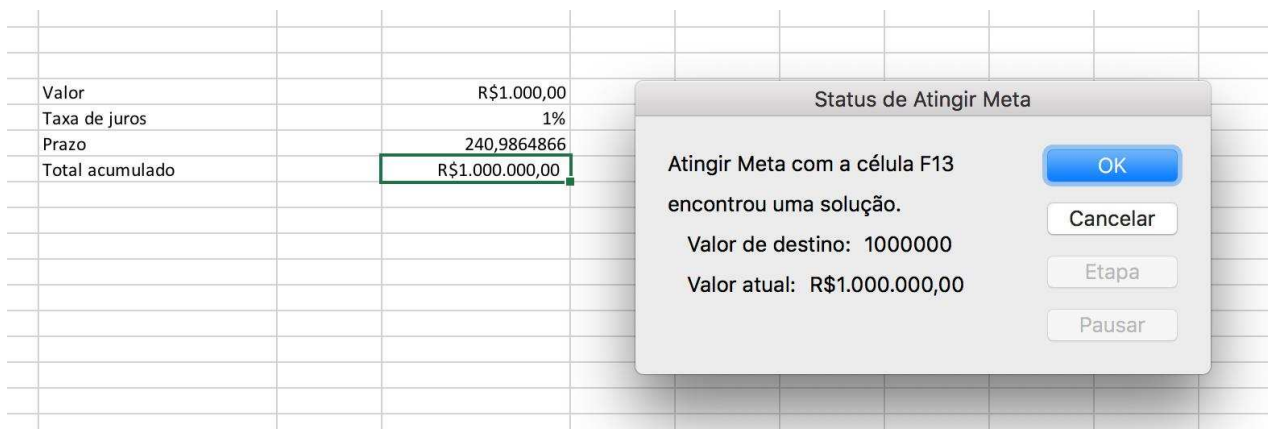 Valor R$1.000,00
Taxa de juros 1%
Prazo 240,9864866
Total acumulado R$1.000.000,00
Status de Atingir Meta
Atingir Meta com a célula F13
encontrou uma solução.
Valor de destino: 1000000
Valor atual: R$1.000.000,00
OK
Cancelar
Etapa
Pausar